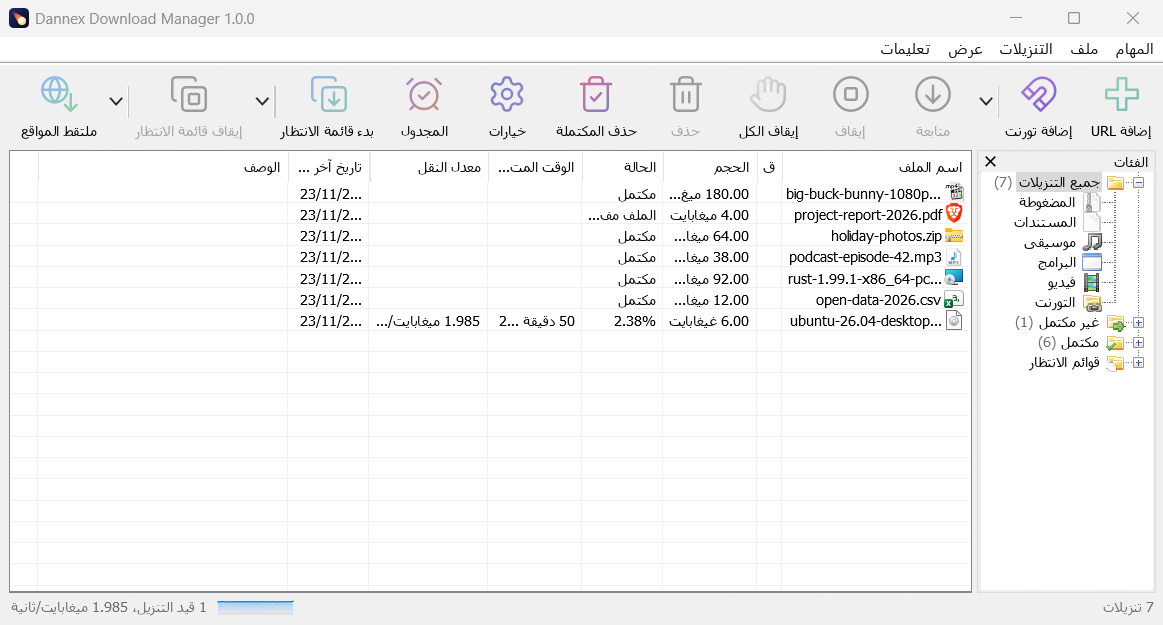 Dannex Download Manager 1.0.0
المهام ملف التنزيلات عرض تعليمات
إضافة URL
إضافة تورنت
متابعة
إيقاف
إيقاف الكل
حذف
حذف المكتملة
خيارات
المجدول
بدء قائمة الانتظار
إيقاف قائمة الانتظار
ملتقط المواقع
الفئات
جميع التنزيلات (7)
المضغوطة
المستندات
موسيقى
البرامج
فيديو
التورنت
غير مكتمل (1)
مكتمل (6)
قوائم الانتظار
اسم الملف ق الحجم الحالة الوقت المت... معدل النقل تاريخ آخر ... الوصف
big-buck-bunny-1080p... 180.00 ميغ... مكتمل 23/11/2...
project-report-2026.pdf 4.00 ميغابايت الملف مف... 23/11/2...
holiday-photos.zip 64.00 ميغا... مكتمل 23/11/2...
podcast-episode-42.mp3 38.00 ميغا... مكتمل 23/11/2...
rust-1.99.1-x86_64-pc... 92.00 ميغا... مكتمل 23/11/2...
open-data-2026.csv 12.00 ميغا... مكتمل 23/11/2...
ubuntu-26.04-desktop... 6.00 غيغابايت 2.38% 50 دقيقة 2... 1.985 ميغابايت/... 23/11/2...
7 تنزيلات
1 قيد التنزيل، 1.985 ميغابايت/ثانية